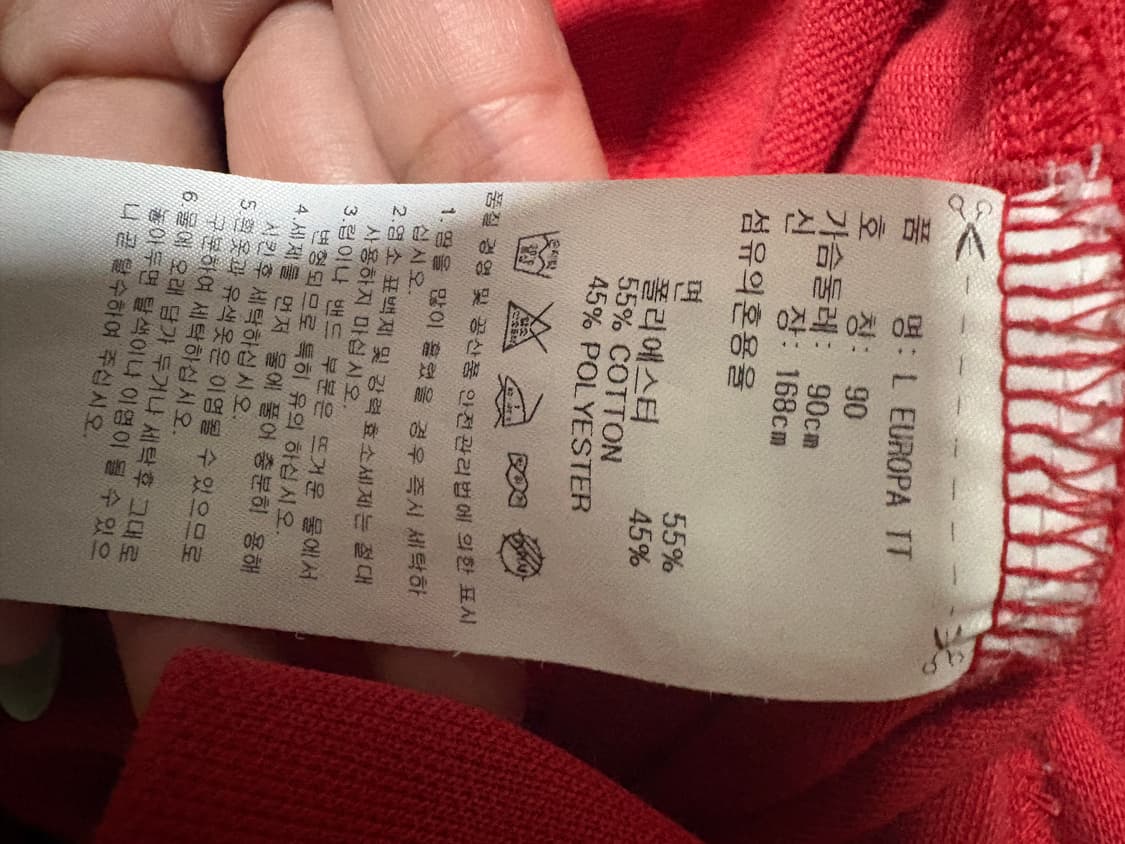 품 명: L EUROPA TT
호 칭: 90
가슴둘레: 90cm
신 장: 168cm
섬유의혼용율
면 55%
폴리에스터 45%
55% COTTON
45% POLYESTER
품질 경영 및 공산품 안전관리법에 의한 표시
1.땀을 많이 흘렸을 경우 즉시 세탁하
십시오.
2.염소 표백제 및 강력효소세제는 절대
사용하지 마십시오.
3.림이나 밴드 부분은 뜨거운 물에서
변형되므로 특히 유의 하십시오.
4.세제를 먼저 물에 풀어 충분히 용해
시킨후 세탁하십시오.
5.흰옷과 유색옷은 이염될 수 있으므로
구분하여 세탁하십시오.
6.물에 오래 담가 두거나 세탁후 그대로
놓아두면 탈색이나 이염이 될 수 있으
니 곧 탈수하여 주십시오.